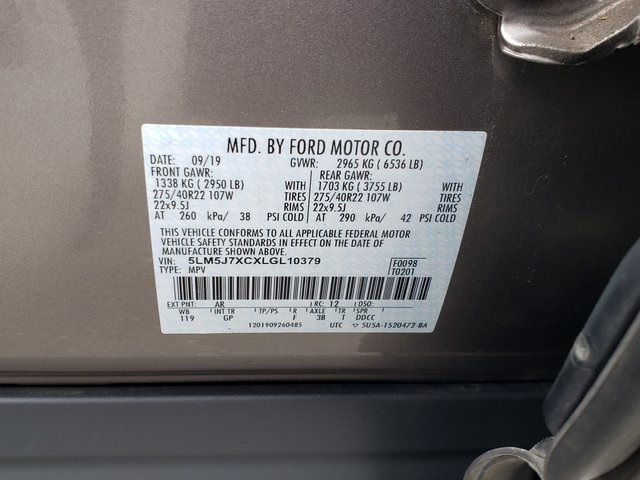 MFD. BY FORD MOTOR CO.
DATE: 09/19 GVWR: 2965 KG ( 6536 LB)
FRONT GAWR: REAR GAWR:
1338 KG ( 2950 LB) WITH 1703 KG ( 3755 LB) WITH
275/40R22 107W TIRES 275/40R22 107W TIRES
22x9.5J RIMS 22x9.5J RIMS
AT 260 kPa/ 38 PSI COLD AT 290 kPa/ 42 PSI COLD
THIS VEHICLE CONFORMS TO ALL APPLICABLE FEDERAL MOTOR
VEHICLE SAFETY STANDARDS IN EFFECT ON THE DATE OF
MANUFACTURE SHOWN ABOVE.
VIN: 5LM5J7XCXLGL10379 F0098
TYPE: MPV T0201
EXT PNT: AR RC: 12 DSO:
WB INT TR TP/PS R AXLE TR SPR
119 GP F 3B T DDCC
1201909260485 UTC ▽ 5U5A-1520472-BA